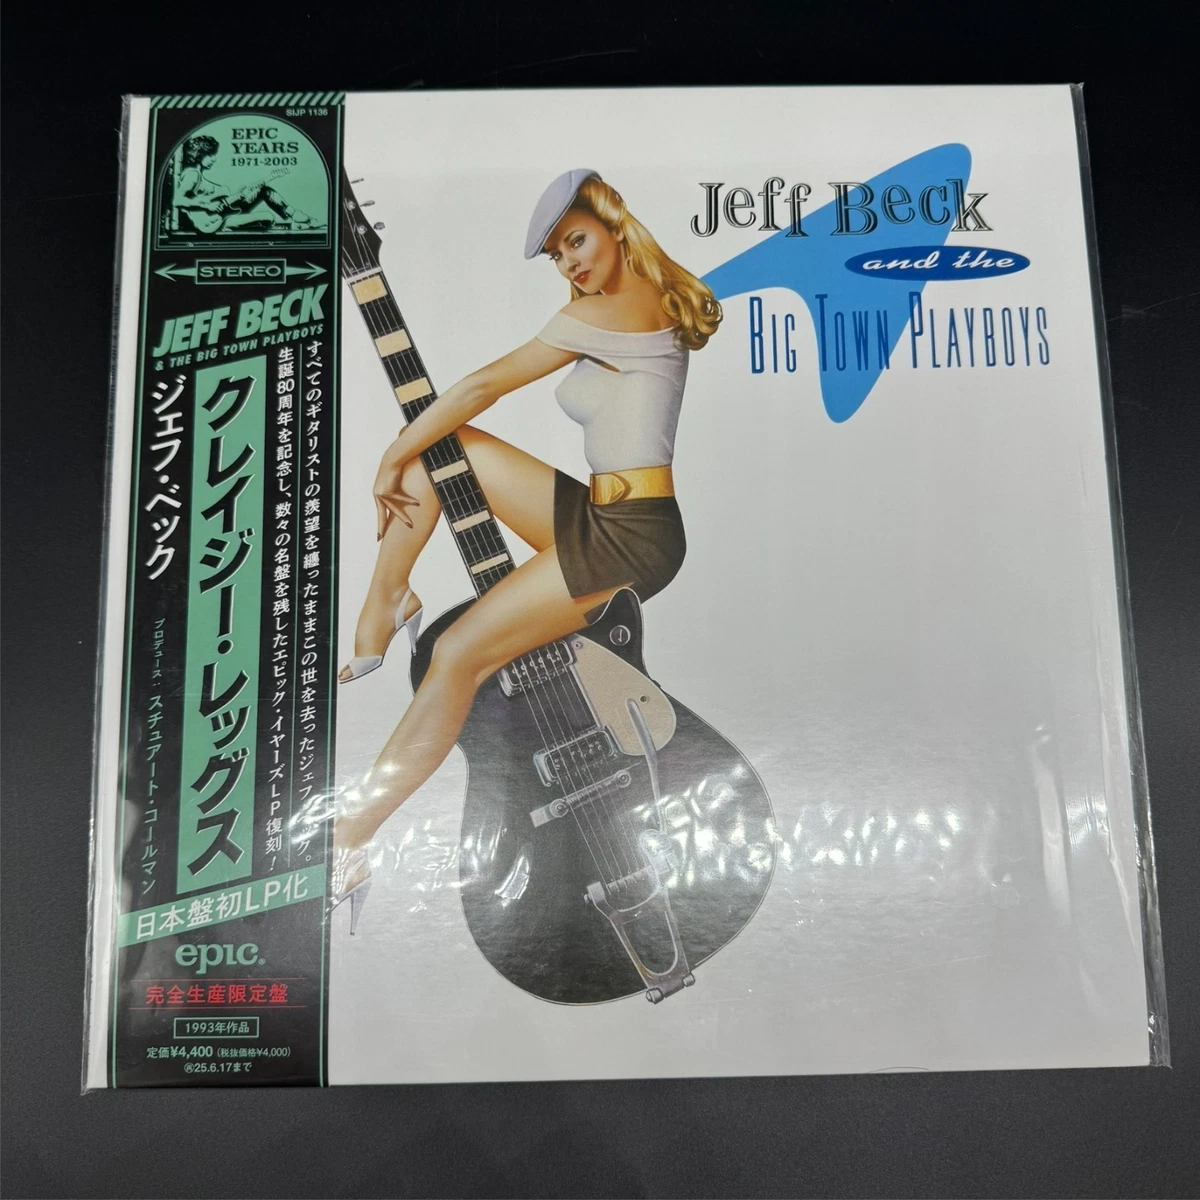 SIJP 1136
EPIC
YEARS
1971-2003
STEREO
JEFF BECK
& THE BIG TOWN PLAYBOYS
すべてのギタリストの羨望を纏ったままこの世を去ったジェフ・ベック。
生誕80周年を記念し、数々の名盤を残したエピック・イヤーズLP復刻!
クレイジー・レッグス
ジェフ・ベック
プロデュース:スチュアート・コールマン
日本盤初LP化
epic®
完全生産限定盤
1993年作品
定価¥4,400(税抜価格¥4,000)
Ⓡ25.6.17まで
Jeff Beck
and the
BIG TOWN PLAYBOYS